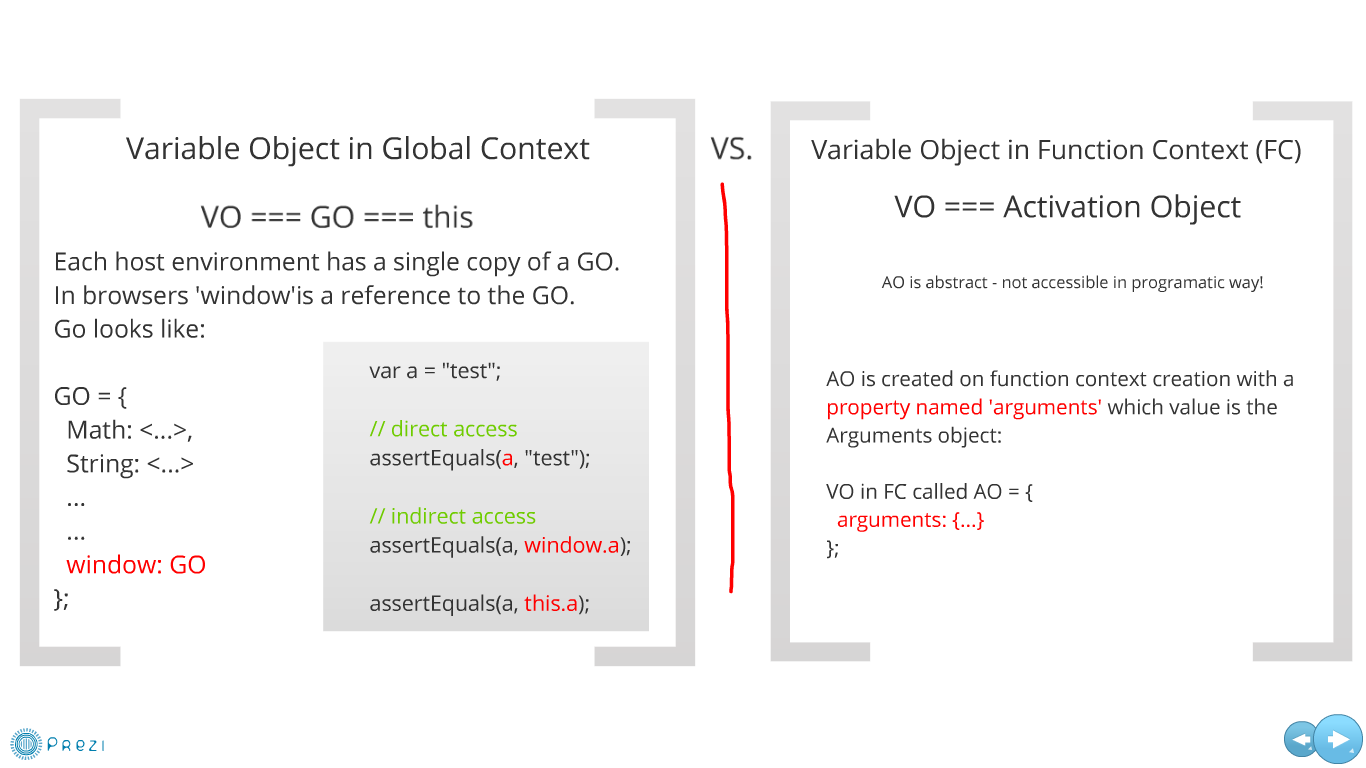 Variable Object in Global Context
VO === GO === this
Each host environment has a single copy of a GO.
In browsers 'window'is a reference to the GO.
Go looks like:
GO = {
Math: <...>,
String: <...>
...
...
window: GO
};
var a = "test";
// direct access
assertEquals(a, "test");
// indirect access
assertEquals(a, window.a);
assertEquals(a, this.a);
VS.
Variable Object in Function Context (FC)
VO === Activation Object
AO is abstract - not accessible in programatic way!
AO is created on function context creation with a
property named 'arguments' which value is the
Arguments object:
VO in FC called AO = {
arguments: {...}
};
Prezi